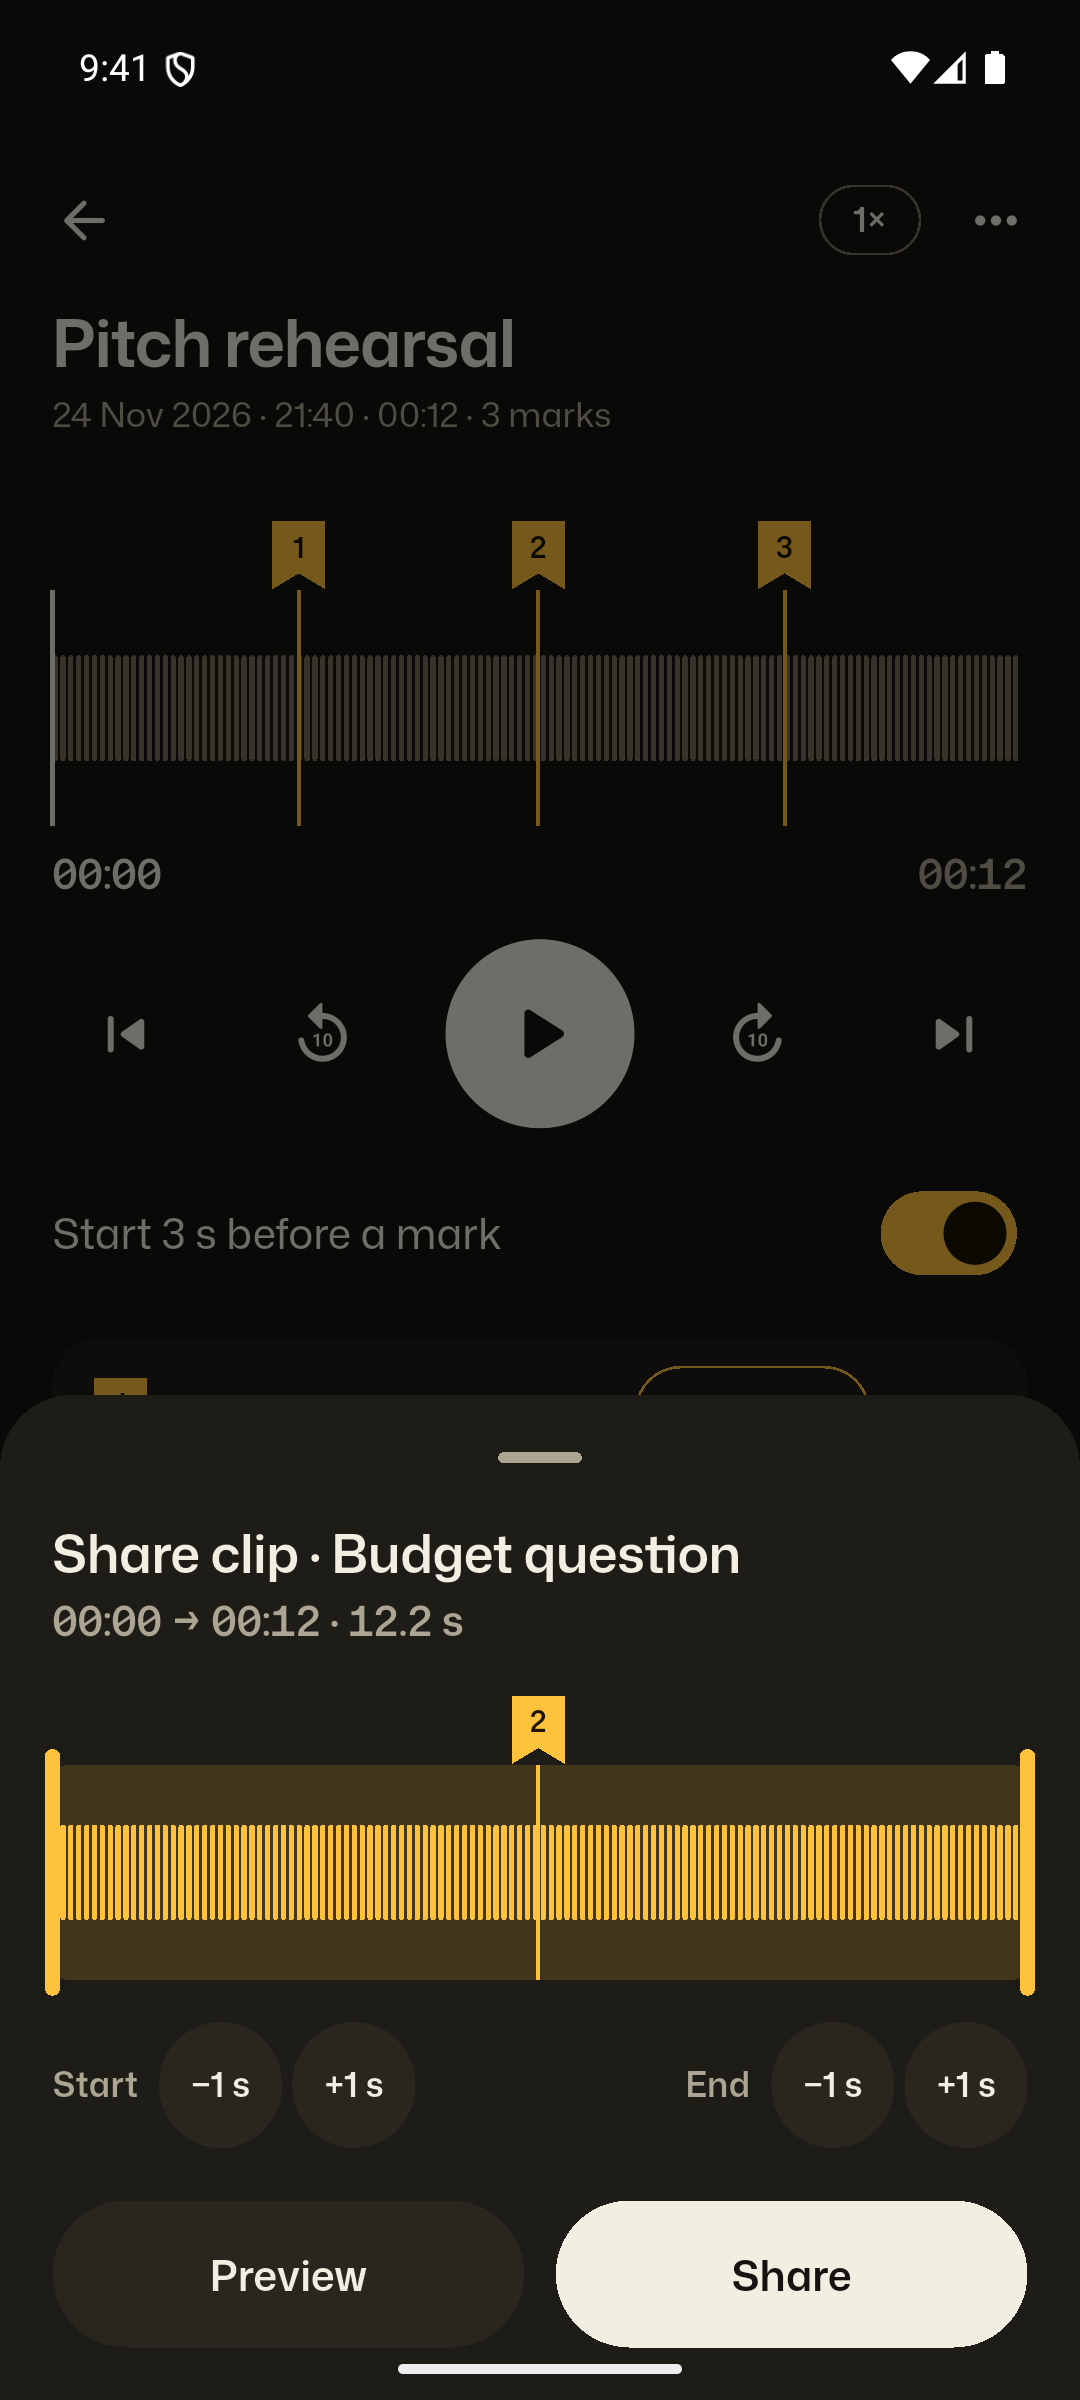 9:41
1×
Pitch rehearsal
24 Nov 2026 · 21:40 · 00:12 · 3 marks
1 2 3
00:00 00:12
10 10
Start 3 s before a mark
Share clip · Budget question
00:00 → 00:12 · 12.2 s
2
Start −1 s +1 s End −1 s +1 s
Preview Share